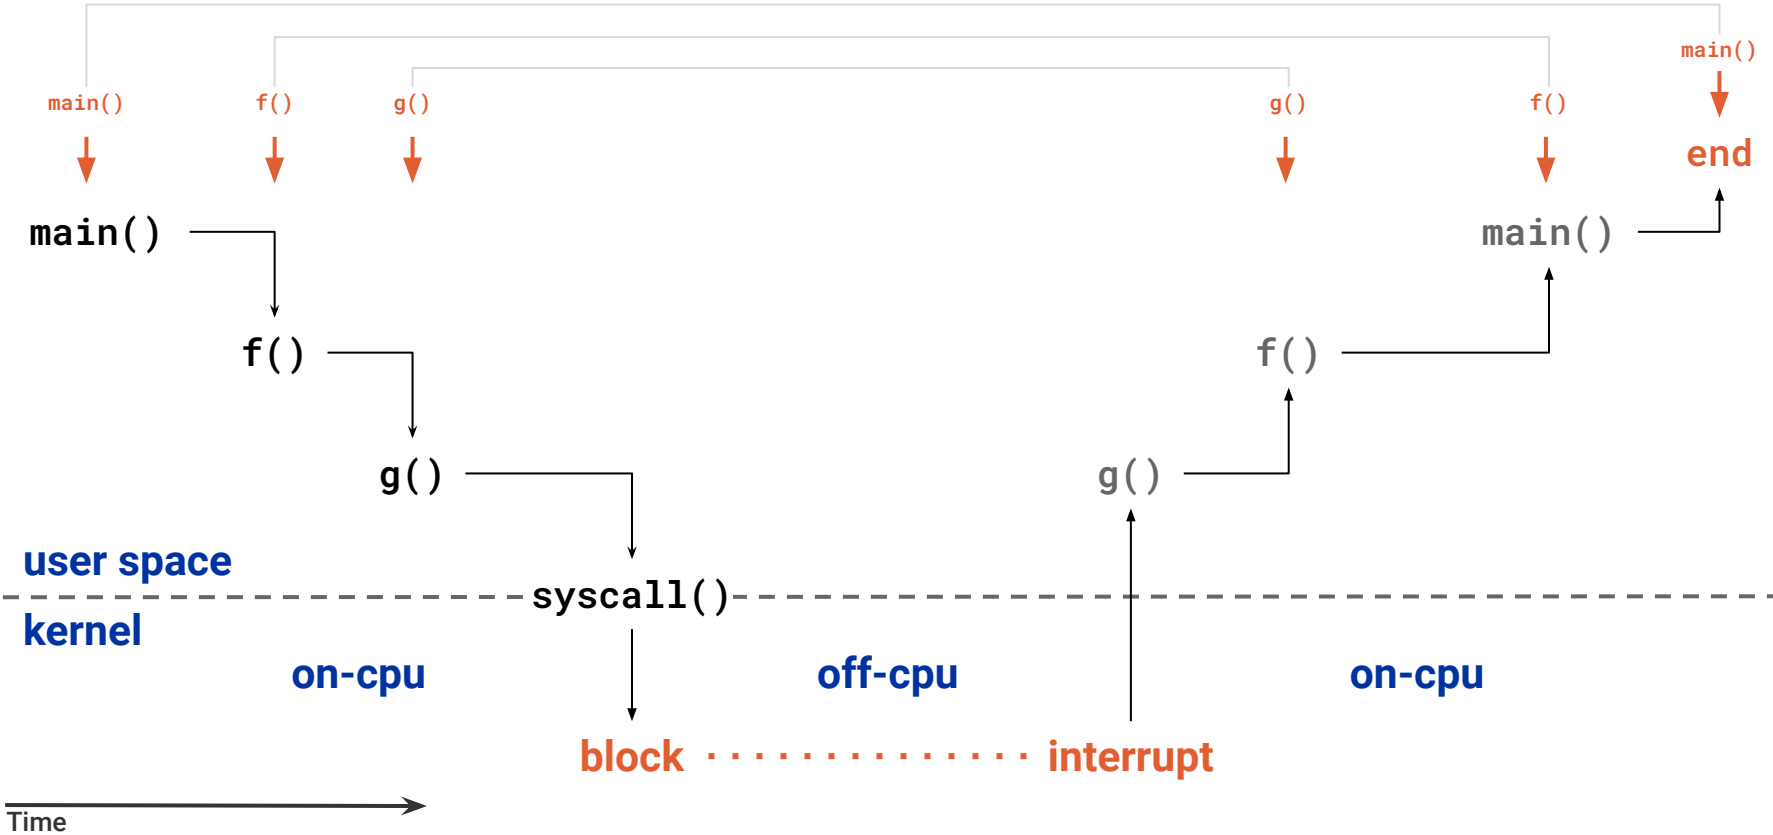 main()
main()
f()
g()
g()
f()
end
main()
main()
f()
f()
g()
g()
user space
syscall()
kernel
on-cpu
off-cpu
on-cpu
block
interrupt
Time